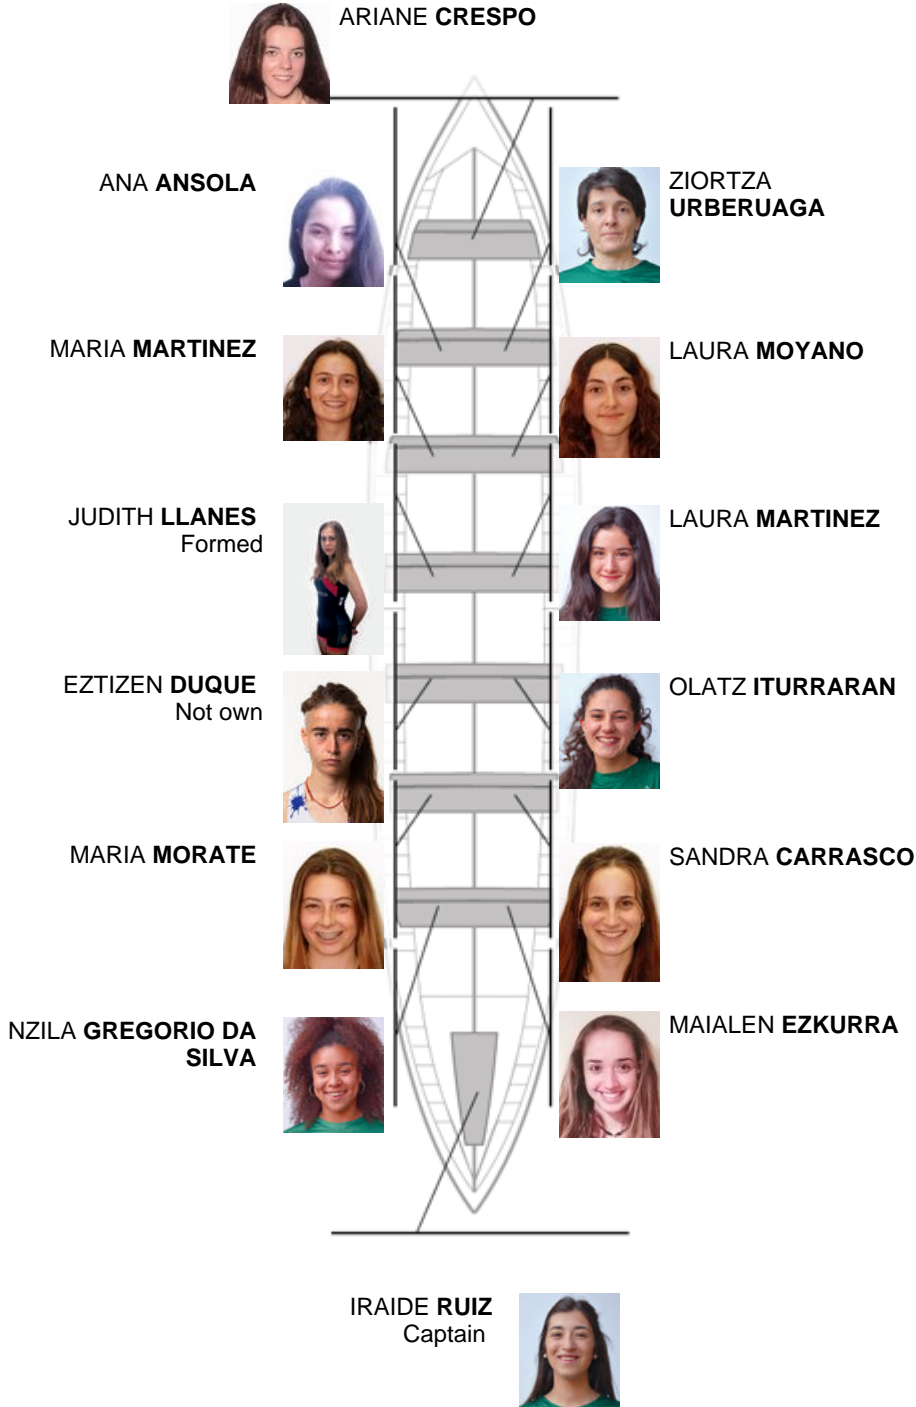 ARIANE CRESPO
ANA ANSOLA
ZIORTZA
URBERUAGA
MARIA MARTINEZ
LAURA MOYANO
JUDITH LLANES
Formed
LAURA MARTINEZ
EZTIZEN DUQUE
Not own
OLATZ ITURRARAN
MARIA MORATE
SANDRA CARRASCO
NZILA GREGORIO DA
SILVA
MAIALEN EZKURRA
IRAIDE RUIZ
Captain